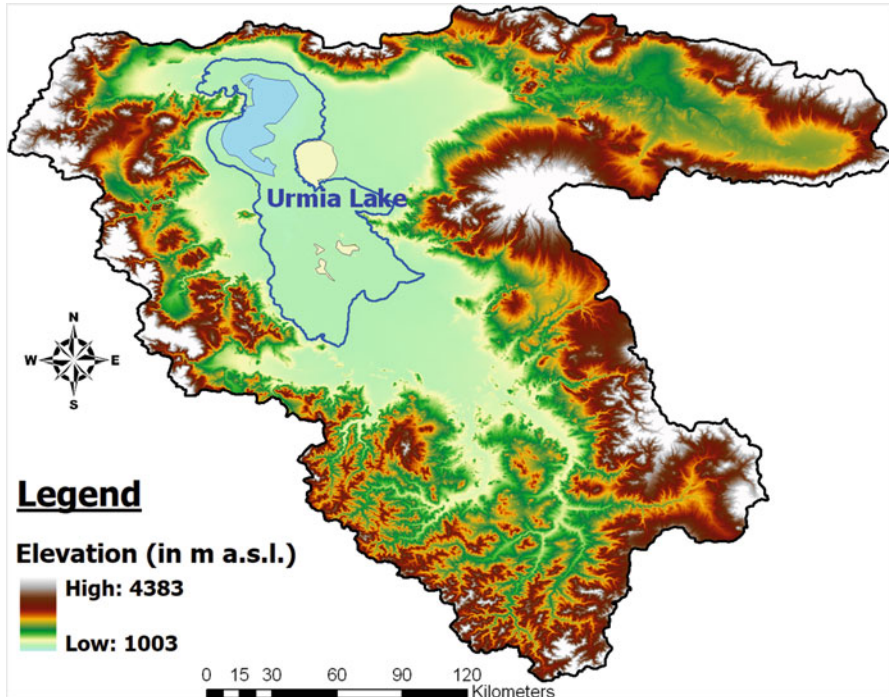 Urmia Lake
N
W E
S
Legend
Elevation (in m a.s.l.)
High: 4383
Low: 1003
0 15 30 60 90 120
Kilometers